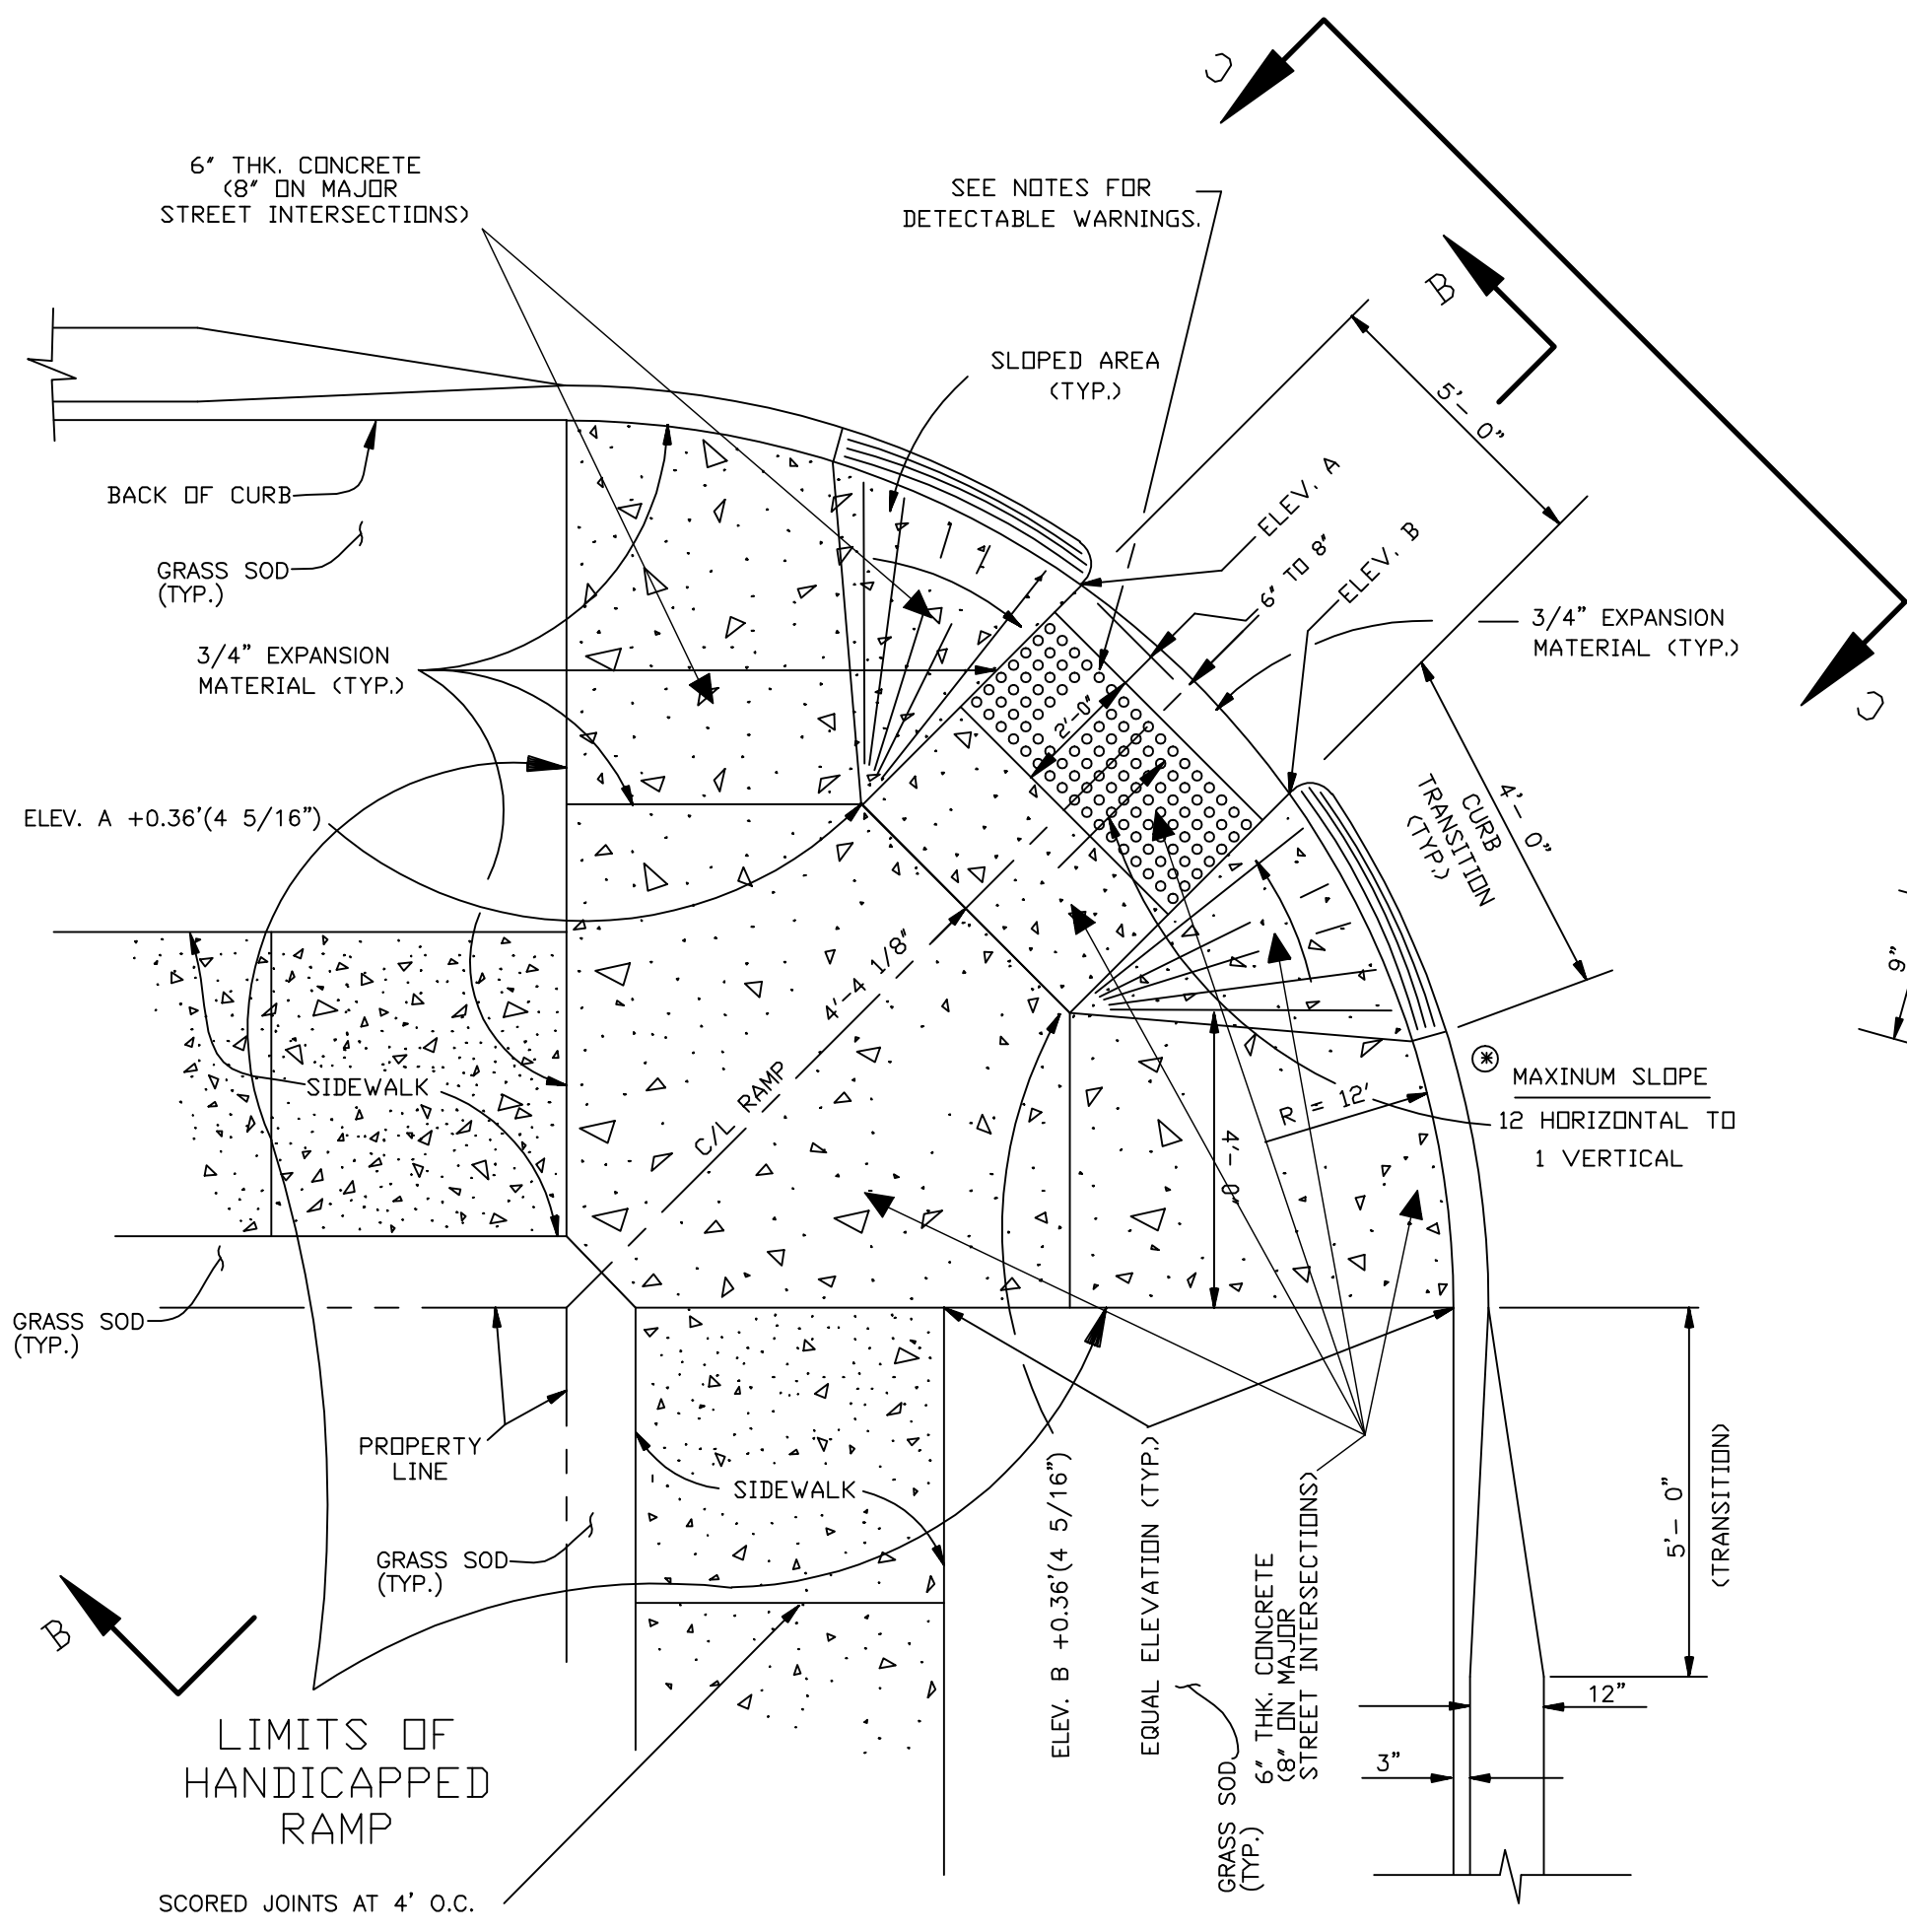 C
6" THK. CONCRETE
(8" ON MAJOR
STREET INTERSECTIONS)
SEE NOTES FOR
DETECTABLE WARNINGS.
B
SLOPED AREA
(TYP.)
5'- 0"
BACK OF CURB
GRASS SOD
(TYP.)
ELEV. A
6" TO 8"
ELEV. B
3/4" EXPANSION
MATERIAL (TYP.)
3/4" EXPANSION
MATERIAL (TYP.)
C
2'-0"
ELEV. A +0.36'(4 5/16")
4'- 0"
CURB
TRANSITION
(TYP.)
4'-4 1/8"
9"
C/L RAMP
SIDEWALK
MAXINUM SLOPE
12 HORIZONTAL TO
1 VERTICAL
R = 12'
4'-0"
GRASS SOD
(TYP.)
PROPERTY
LINE
SIDEWALK
GRASS SOD
(TYP.)
ELEV. B +0.36'(4 5/16")
EQUAL ELEVATION (TYP.)
6" THK. CONCRETE
(8" ON MAJOR
STREET INTERSECTIONS)
5'- 0"
(TRANSITION)
B
12"
3"
GRASS SOD
(TYP.)
LIMITS OF
HANDICAPPED
RAMP
SCORED JOINTS AT 4' O.C.